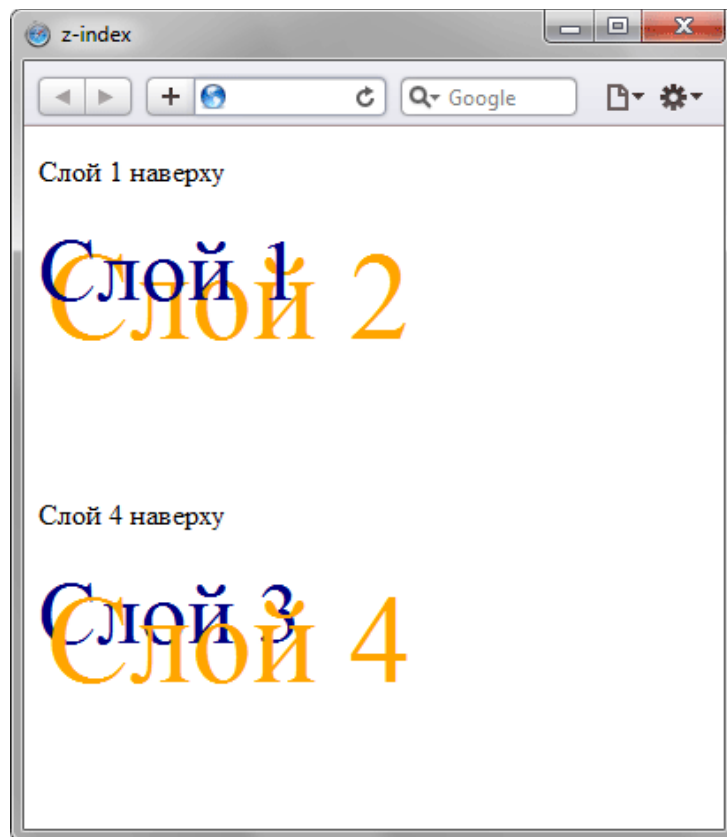 z-index
Google
Слой 1 наверху
Слой 1
Слой 2
Слой 4 наверху
Слой 3
Слой 4